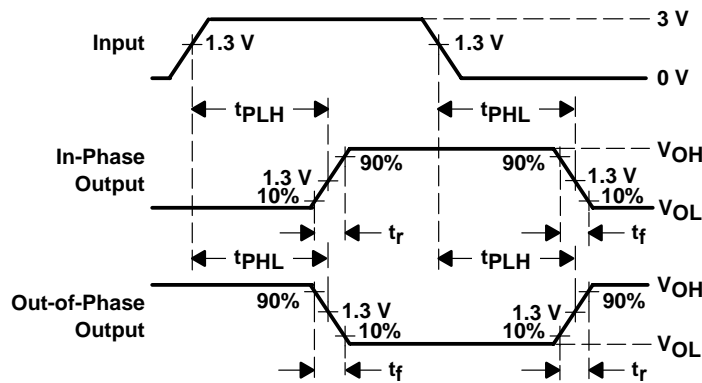 3 V
Input
1.3 V
1.3 V
0 V
tPLH
tPHL
In-Phase
Output
VOH
90%
90%
1.3 V
1.3 V
10%
10%
VOL
tr
tf
tPHL
tPLH
Out-of-Phase
Output
VOH
90%
90%
1.3 V
1.3 V
10%
10%
VOL
tf
tr